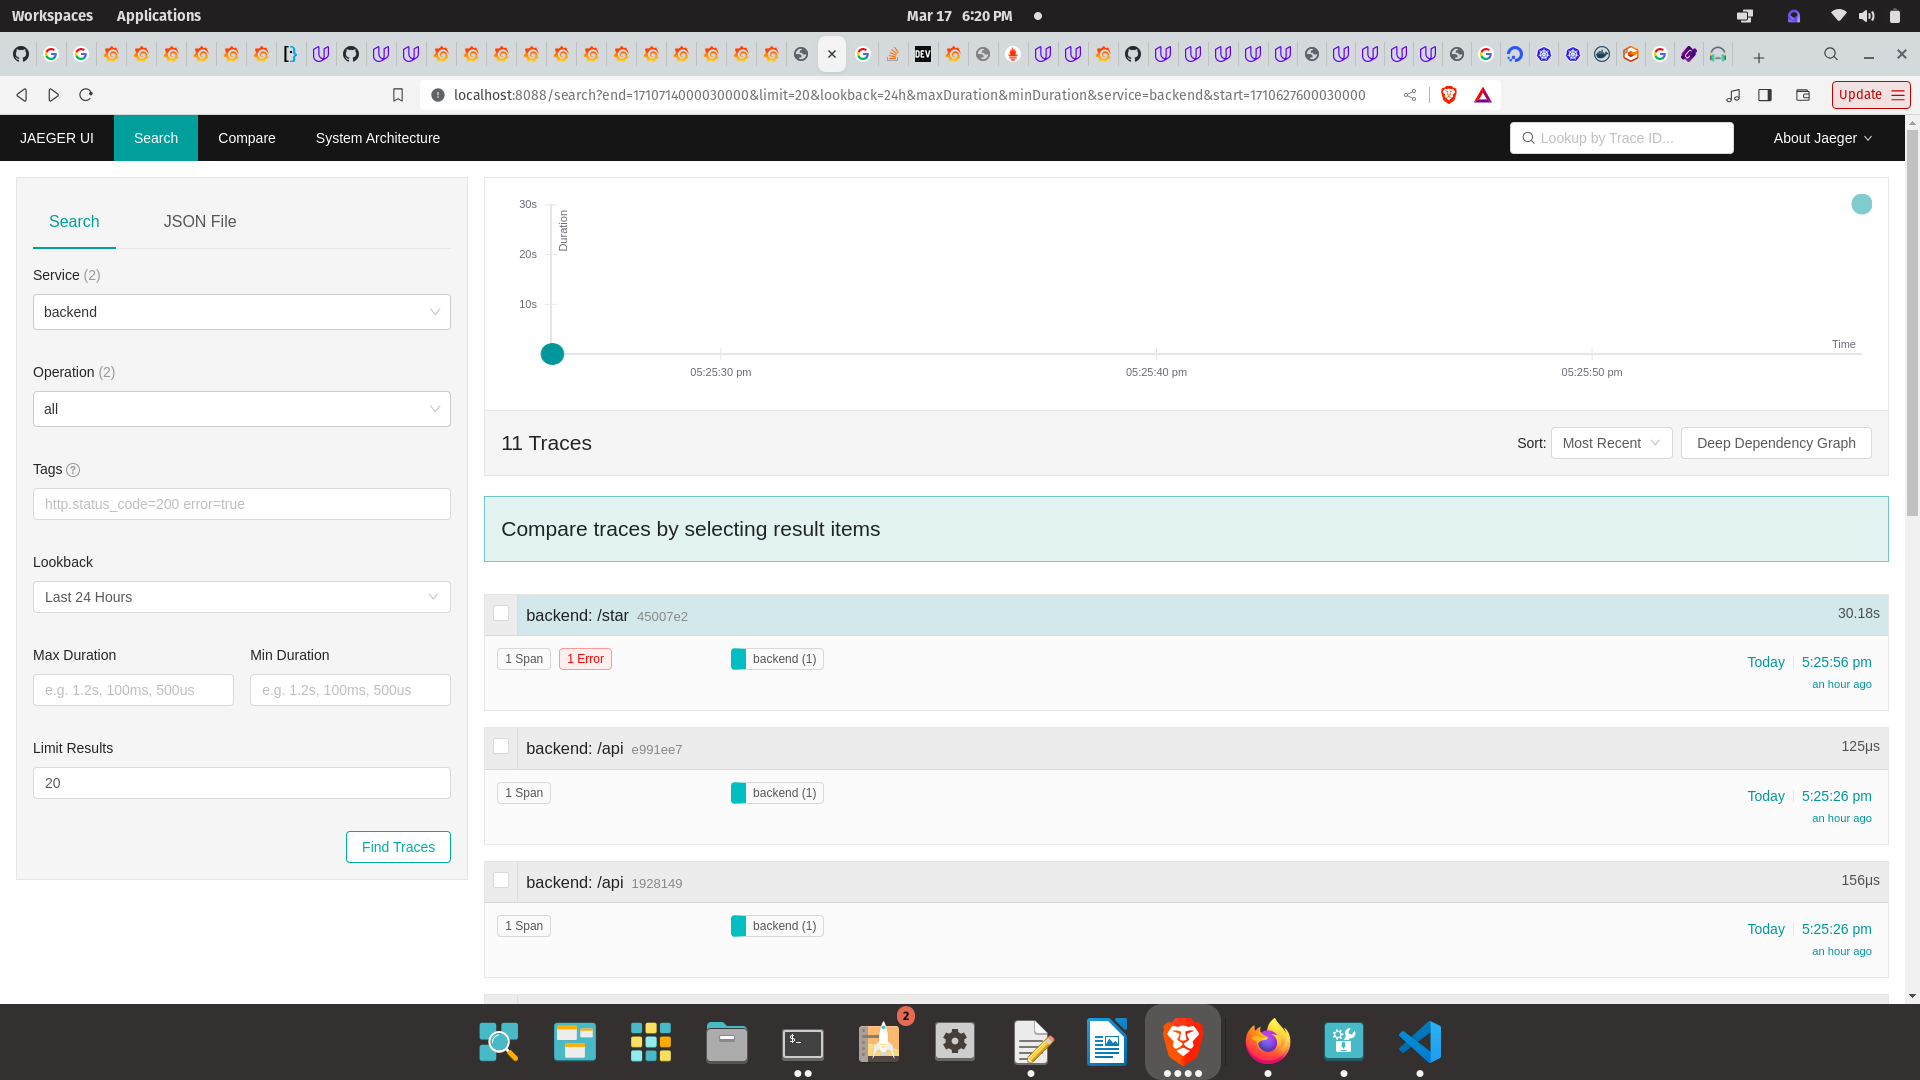 Workspaces Applications Mar 17 6:20 PM
DEV
localhost:8088/search?end=1710714000030000&limit=20&lookback=24h&maxDuration&minDuration&service=backend&start=1710627600030000 Update
JAEGER UI Search Compare System Architecture Lookup by Trace ID... About Jaeger
Search JSON File
Service (2)
backend
Operation (2)
all
Tags ?
http.status_code=200 error=true
Lookback
Last 24 Hours
Max Duration Min Duration
e.g. 1.2s, 100ms, 500us e.g. 1.2s, 100ms, 500us
Limit Results
20
Find Traces
30s
20s
10s
Duration
Time
05:25:30 pm 05:25:40 pm 05:25:50 pm
11 Traces Sort: Most Recent Deep Dependency Graph
Compare traces by selecting result items
backend: /star 45007e2 30.18s
1 Span 1 Error backend (1) Today 5:25:56 pm
an hour ago
backend: /api e991ee7 125μs
1 Span backend (1) Today 5:25:26 pm
an hour ago
backend: /api 1928149 156μs
1 Span backend (1) Today 5:25:26 pm
an hour ago
$_
2